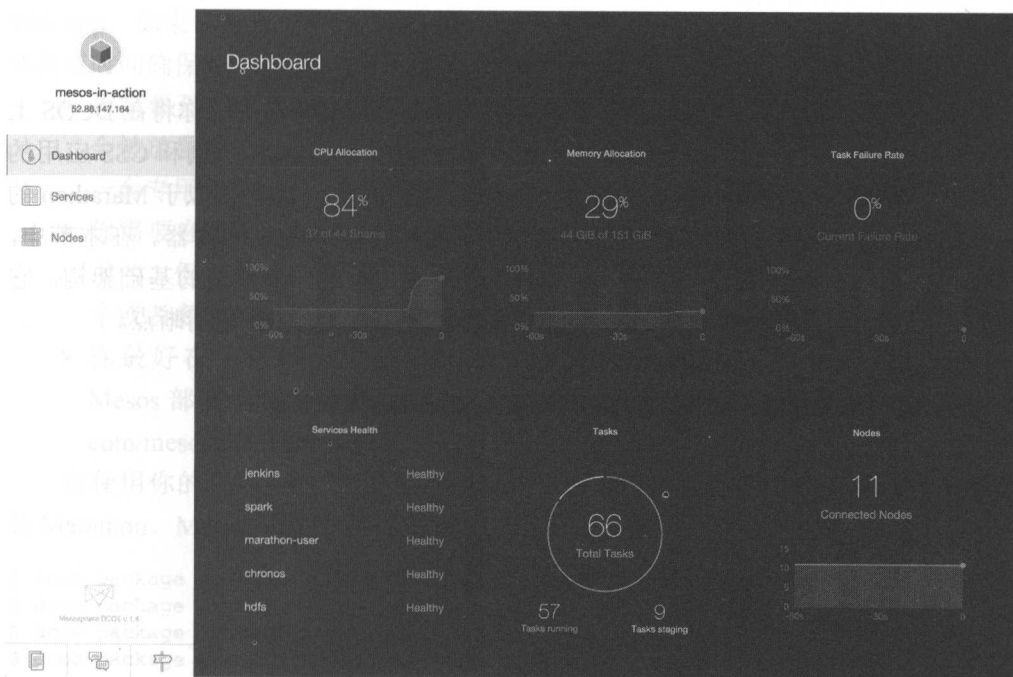 mesos-in-action
52.88.147.164
Dashboard
Services
Nodes
Mesosphere DCOS v.1.4
Dashboard
CPU Allocation
84%
37 of 44 Shares
100%
50%
0%
-60s
-30s
0
Memory Allocation
29%
44 GiB of 151 GiB
100%
50%
0%
-60s
-30s
0
Task Failure Rate
0%
Current Failure Rate
100%
50%
0%
-60s
-30s
0
Services Health
jenkins Healthy
spark Healthy
marathon-user Healthy
chronos Healthy
hdfs Healthy
Tasks
66
Total Tasks
57
Tasks running
9
Tasks staging
Nodes
11
Connected Nodes
15
10
5
0
-60s
-30s
0